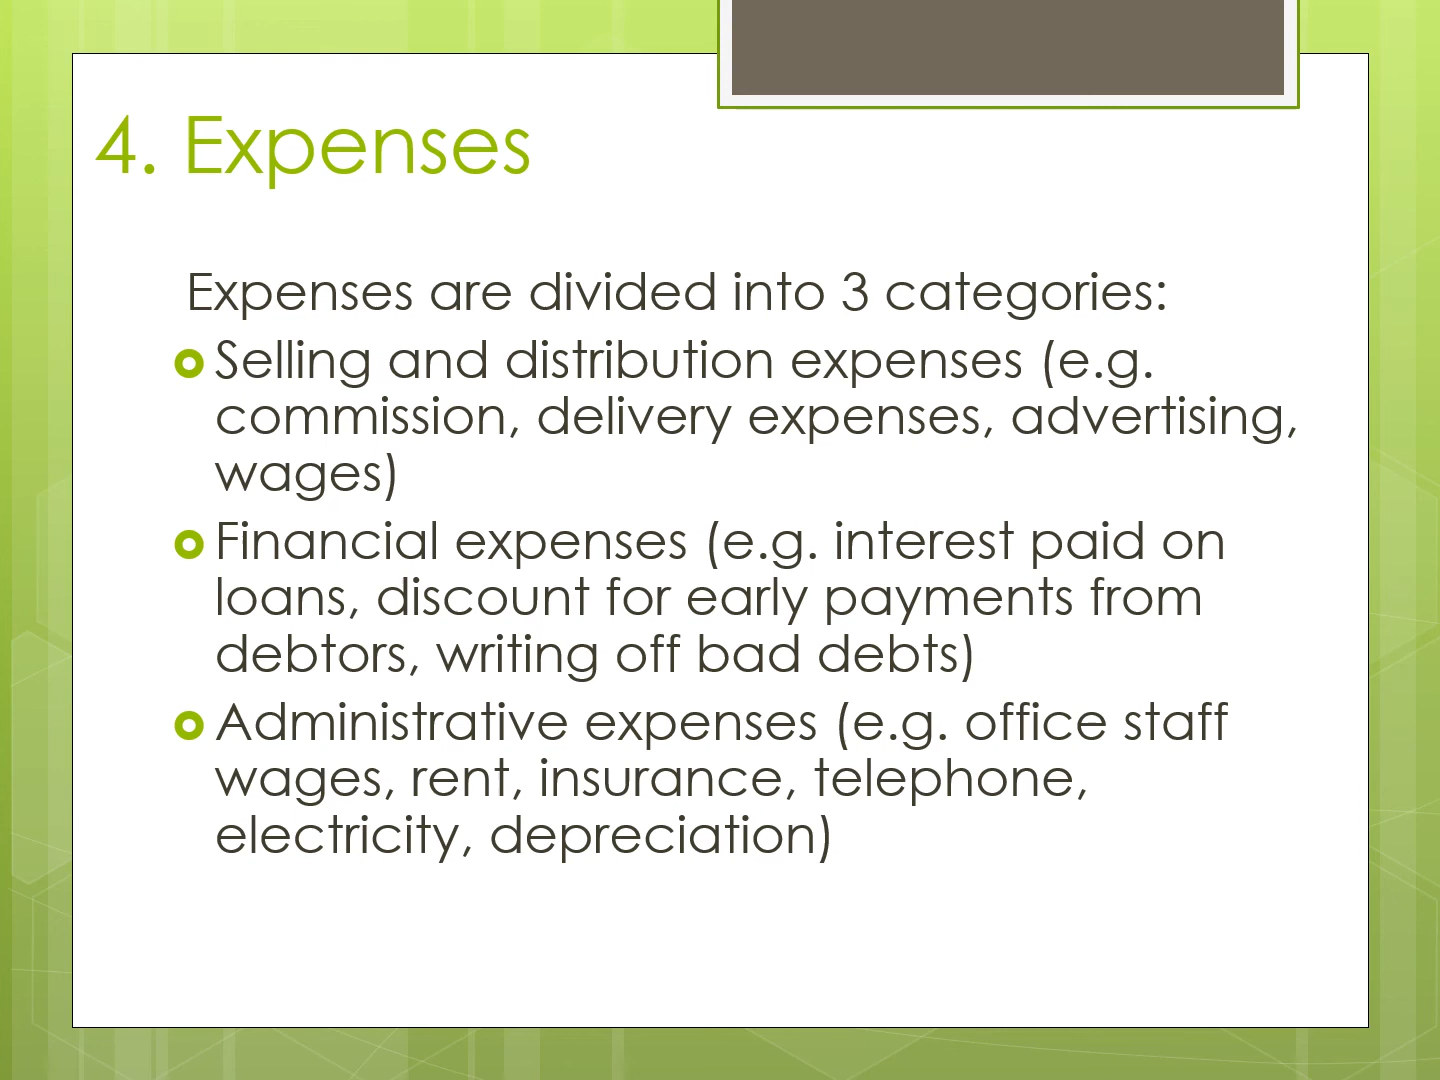 4. Expenses
Expenses are divided into 3 categories:
Selling and distribution expenses (e.g.
commission, delivery expenses, advertising,
wages)
Financial expenses (e.g. interest paid on
loans, discount for early payments from
debtors, writing off bad debts)
Administrative expenses (e.g. office staff
wages, rent, insurance, telephone,
electricity, depreciation)